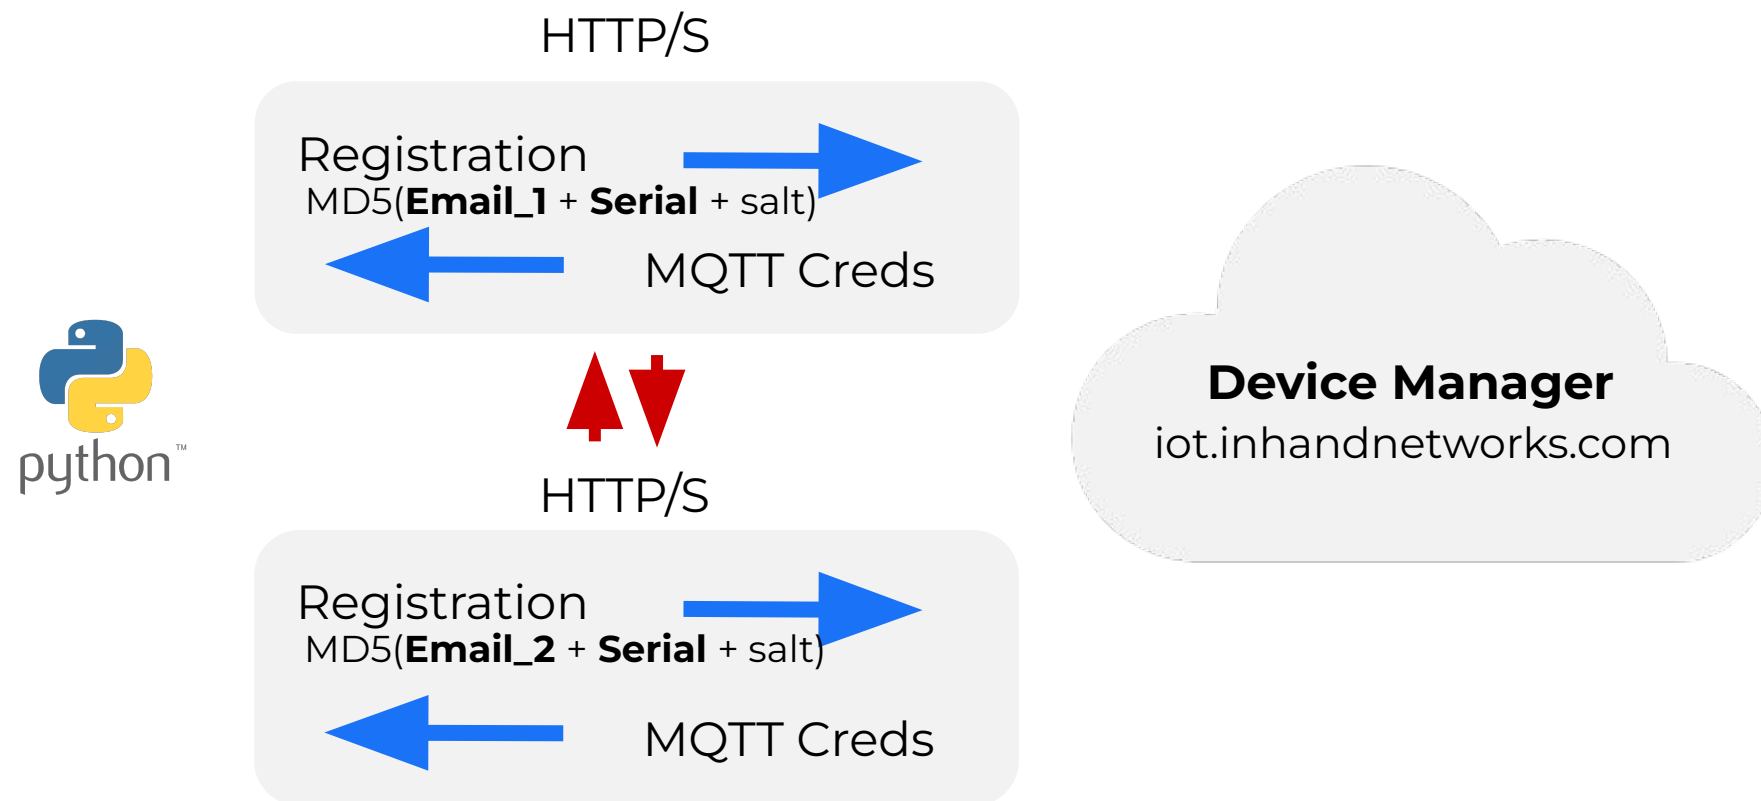 HTTP/S
Registration
MD5(Email_1 + Serial + salt)
MQTT Creds
python™
Device Manager
iot.inhandnetworks.com
HTTP/S
Registration
MD5(Email_2 + Serial + salt)
MQTT Creds